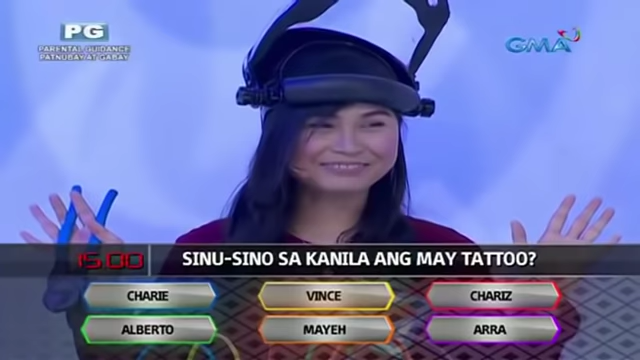 PG
PARENTAL GUIDANCE
PATNUBAY AT GABAY
GMA
15.00
SINU-SINO SA KANILA ANG MAY TATTOO?
CHARIE
VINCE
CHARIZ
ALBERTO
MAYEH
ARRA